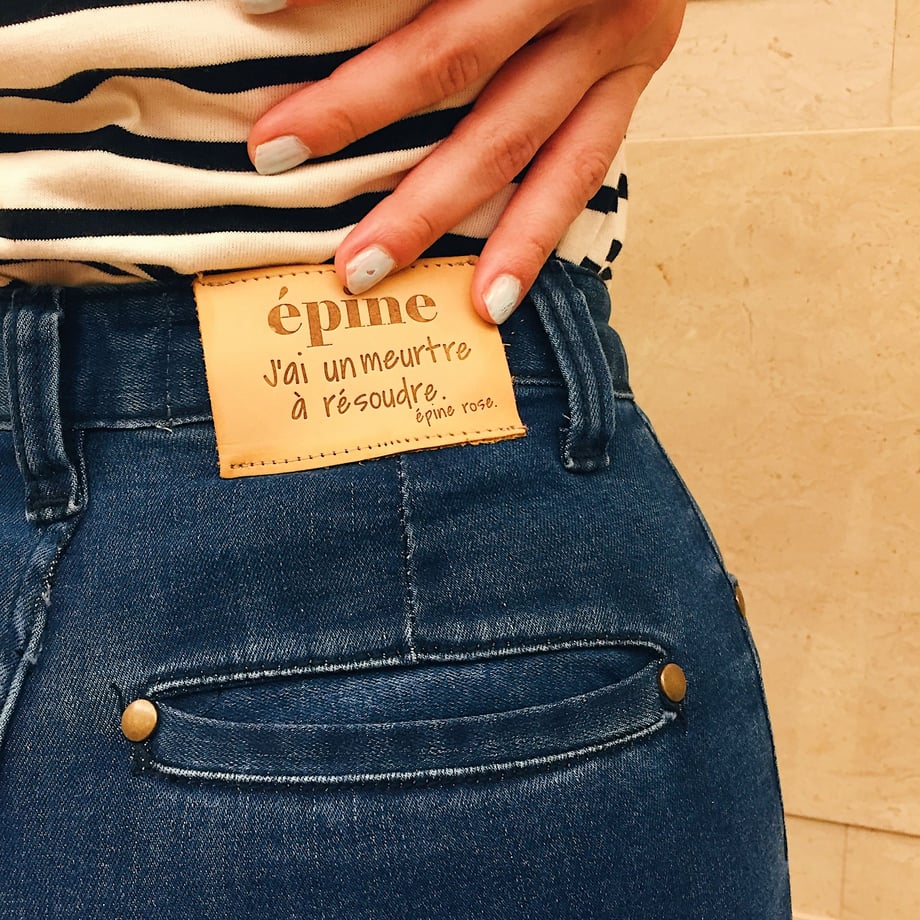 épine
J'ai un meurtre
à résoudre.
épine rose.